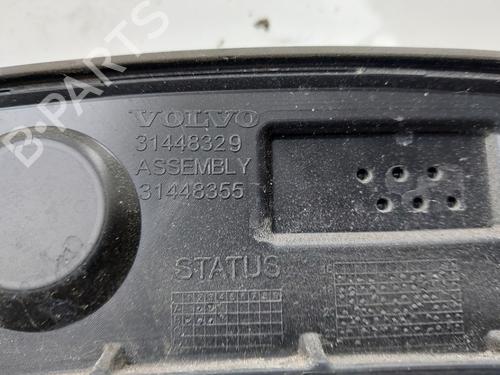 B-PARTS
VOLVO
31448329
ASSEMBLY
31448355
STATUS